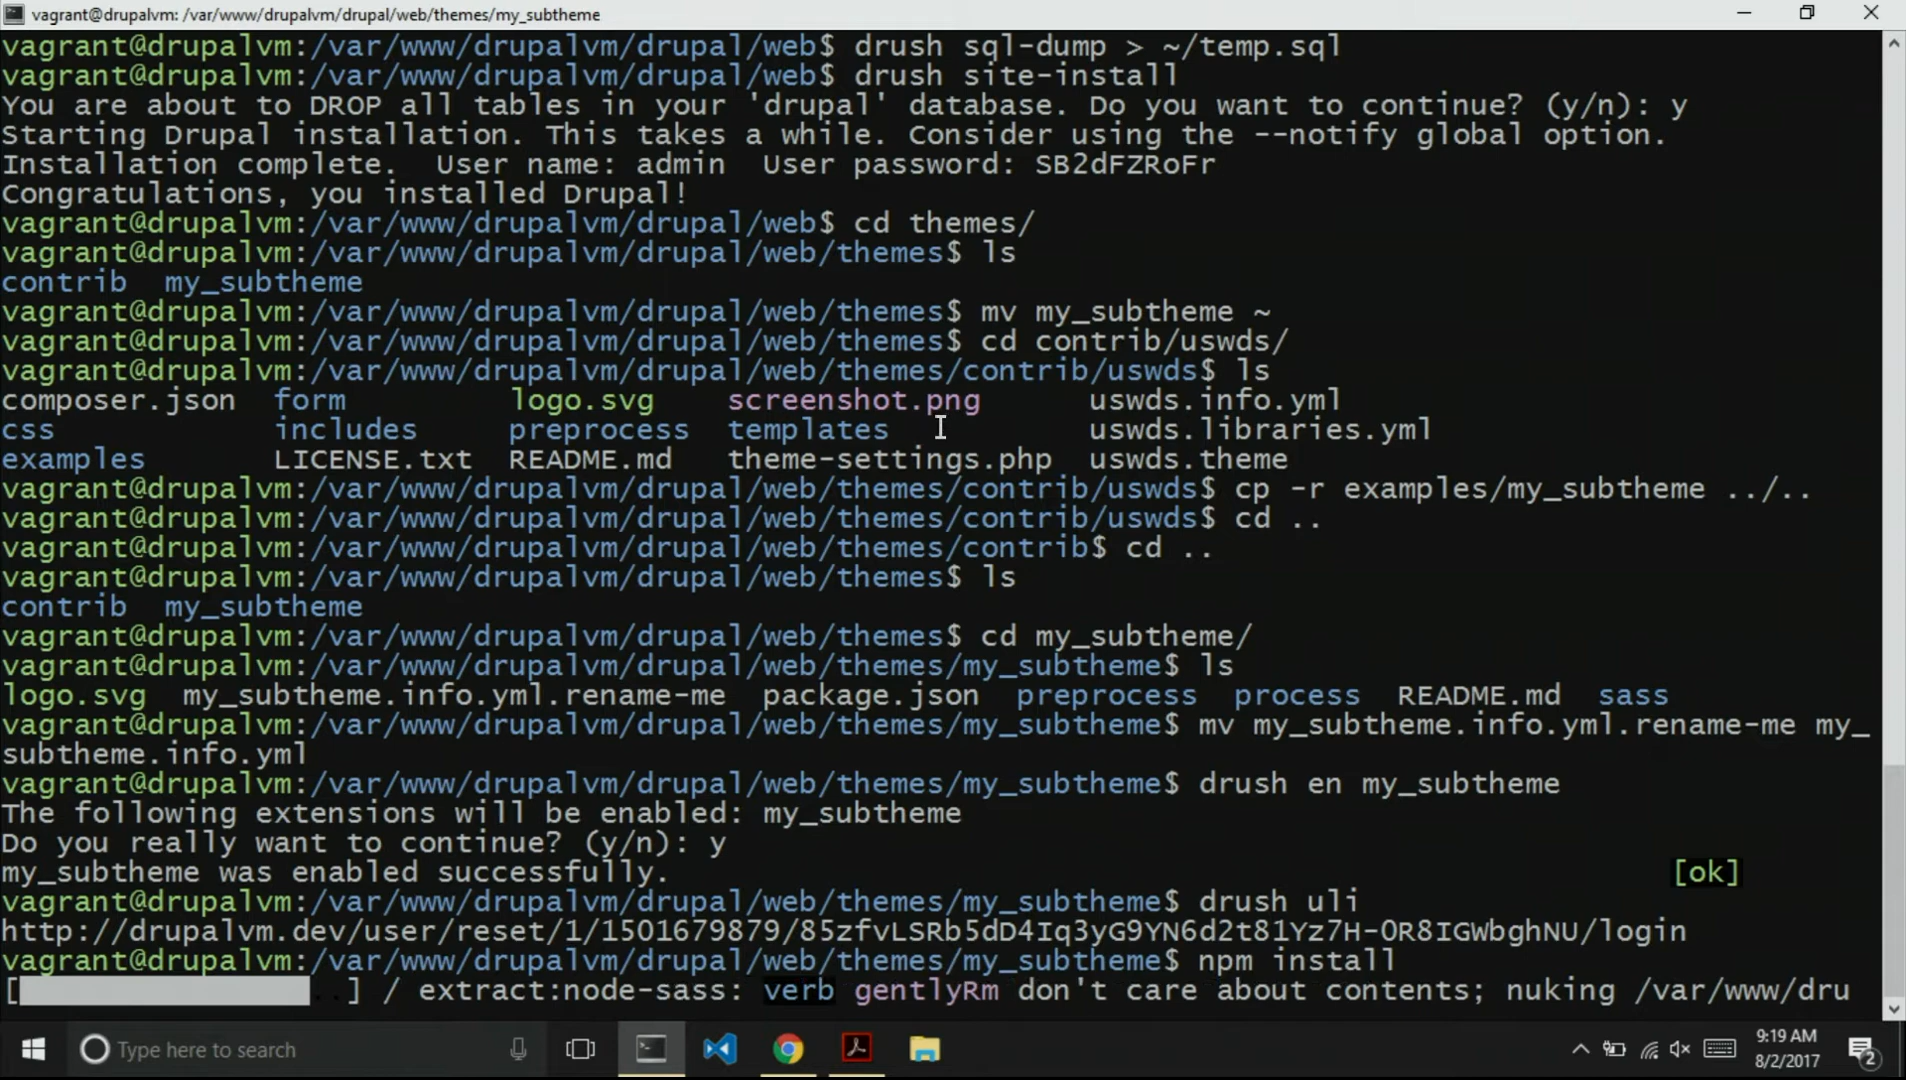 vagrant@drupalvm: /var/www/drupalvm/drupal/web/themes/my_subtheme
vagrant@drupalvm:/var/www/drupalvm/drupal/web$ drush sql-dump > ~/temp.sql
vagrant@drupalvm:/var/www/drupalvm/drupal/web$ drush site-install
You are about to DROP all tables in your 'drupal' database. Do you want to continue? (y/n): y
Starting Drupal installation. This takes a while. Consider using the --notify global option.
Installation complete.  User name: admin  User password: SB2dFZRoFr
Congratulations, you installed Drupal!
vagrant@drupalvm:/var/www/drupalvm/drupal/web$ cd themes/
vagrant@drupalvm:/var/www/drupalvm/drupal/web/themes$ ls
contrib  my_subtheme
vagrant@drupalvm:/var/www/drupalvm/drupal/web/themes$ mv my_subtheme ~
vagrant@drupalvm:/var/www/drupalvm/drupal/web/themes$ cd contrib/uswds/
vagrant@drupalvm:/var/www/drupalvm/drupal/web/themes/contrib/uswds$ ls
composer.json  form  logo.svg  screenshot.png  uswds.info.yml
css  includes  preprocess  templates  uswds.libraries.yml
examples  LICENSE.txt  README.md  theme-settings.php  uswds.theme
vagrant@drupalvm:/var/www/drupalvm/drupal/web/themes/contrib/uswds$ cp -r examples/my_subtheme ../..
vagrant@drupalvm:/var/www/drupalvm/drupal/web/themes/contrib/uswds$ cd ..
vagrant@drupalvm:/var/www/drupalvm/drupal/web/themes/contrib$ cd ..
vagrant@drupalvm:/var/www/drupalvm/drupal/web/themes$ ls
contrib  my_subtheme
vagrant@drupalvm:/var/www/drupalvm/drupal/web/themes$ cd my_subtheme/
vagrant@drupalvm:/var/www/drupalvm/drupal/web/themes/my_subtheme$ ls
logo.svg  my_subtheme.info.yml.rename-me  package.json  preprocess  process  README.md  sass
vagrant@drupalvm:/var/www/drupalvm/drupal/web/themes/my_subtheme$ mv my_subtheme.info.yml.rename-me my_
subtheme.info.yml
vagrant@drupalvm:/var/www/drupalvm/drupal/web/themes/my_subtheme$ drush en my_subtheme
The following extensions will be enabled: my_subtheme
Do you really want to continue? (y/n): y
my_subtheme was enabled successfully. [ok]
vagrant@drupalvm:/var/www/drupalvm/drupal/web/themes/my_subtheme$ drush uli
http://drupalvm.dev/user/reset/1/1501679879/85zfvLSRb5dD4Iq3yG9YN6d2t81Yz7H-OR8IGWbghNU/login
vagrant@drupalvm:/var/www/drupalvm/drupal/web/themes/my_subtheme$ npm install
[ ..] / extract:node-sass: verb gentlyRm don't care about contents; nuking /var/www/dru
Type here to search
9:19 AM
8/2/2017
2